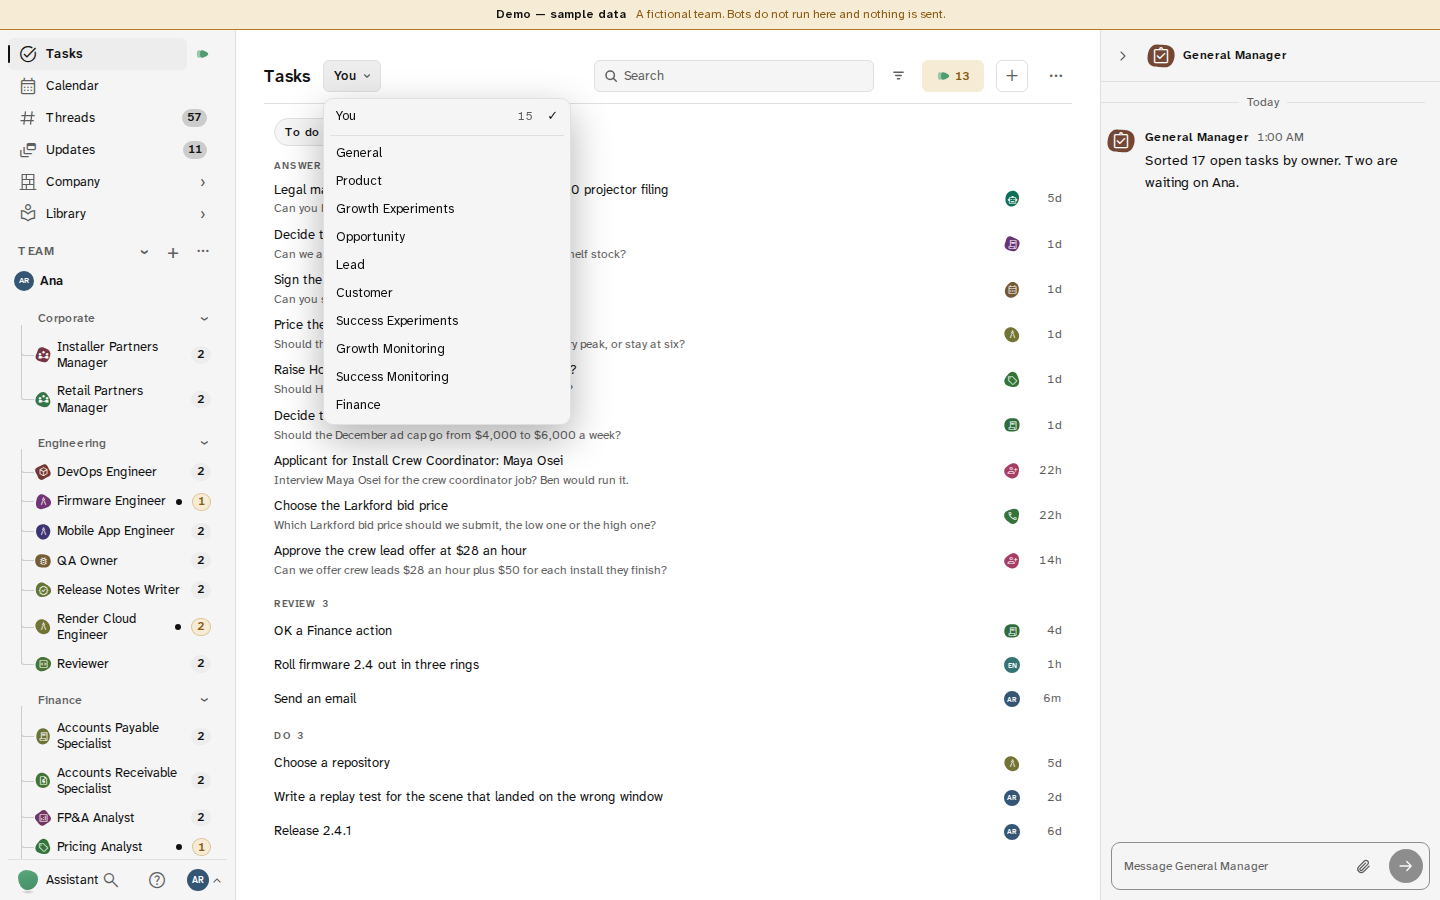 Demo — sample data A fictional team. Bots do not run here and nothing is sent.
Tasks
Calendar
Threads 57
Updates 11
Company
Library
TEAM
AR Ana
Corporate
Installer Partners Manager 2
Retail Partners Manager 2
Engineering
DevOps Engineer 2
Firmware Engineer 1
Mobile App Engineer 2
QA Owner 2
Release Notes Writer 2
Render Cloud Engineer 2
Reviewer 2
Finance
Accounts Payable Specialist 2
Accounts Receivable Specialist 2
FP&A Analyst 2
Pricing Analyst 1
Assistant
AR
Tasks You Search 13
You 15 ✓
General
Product
Growth Experiments
Opportunity
Lead
Customer
Success Experiments
Growth Monitoring
Success Monitoring
Finance
To do
ANSWER
Legal 0 projector filing 5d
Can you
Decide 1d
Can we stock?
Sign the 1d
Can you
Price the 1d
Should peak, or stay at six?
Raise ? 1d
Should
Decide 1d
Should the December ad cap go from $4,000 to $6,000 a week?
Applicant for Install Crew Coordinator: Maya Osei 22h
Interview Maya Osei for the crew coordinator job? Ben would run it.
Choose the Larkford bid price 22h
Which Larkford bid price should we submit, the low one or the high one?
Approve the crew lead offer at $28 an hour 14h
Can we offer crew leads $28 an hour plus $50 for each install they finish?
REVIEW 3
OK a Finance action 4d
Roll firmware 2.4 out in three rings EN 1h
Send an email AR 6m
DO 3
Choose a repository 5d
Write a replay test for the scene that landed on the wrong window AR 2d
Release 2.4.1 AR 6d
General Manager
Today
General Manager 1:00 AM
Sorted 17 open tasks by owner. Two are
waiting on Ana.
Message General Manager